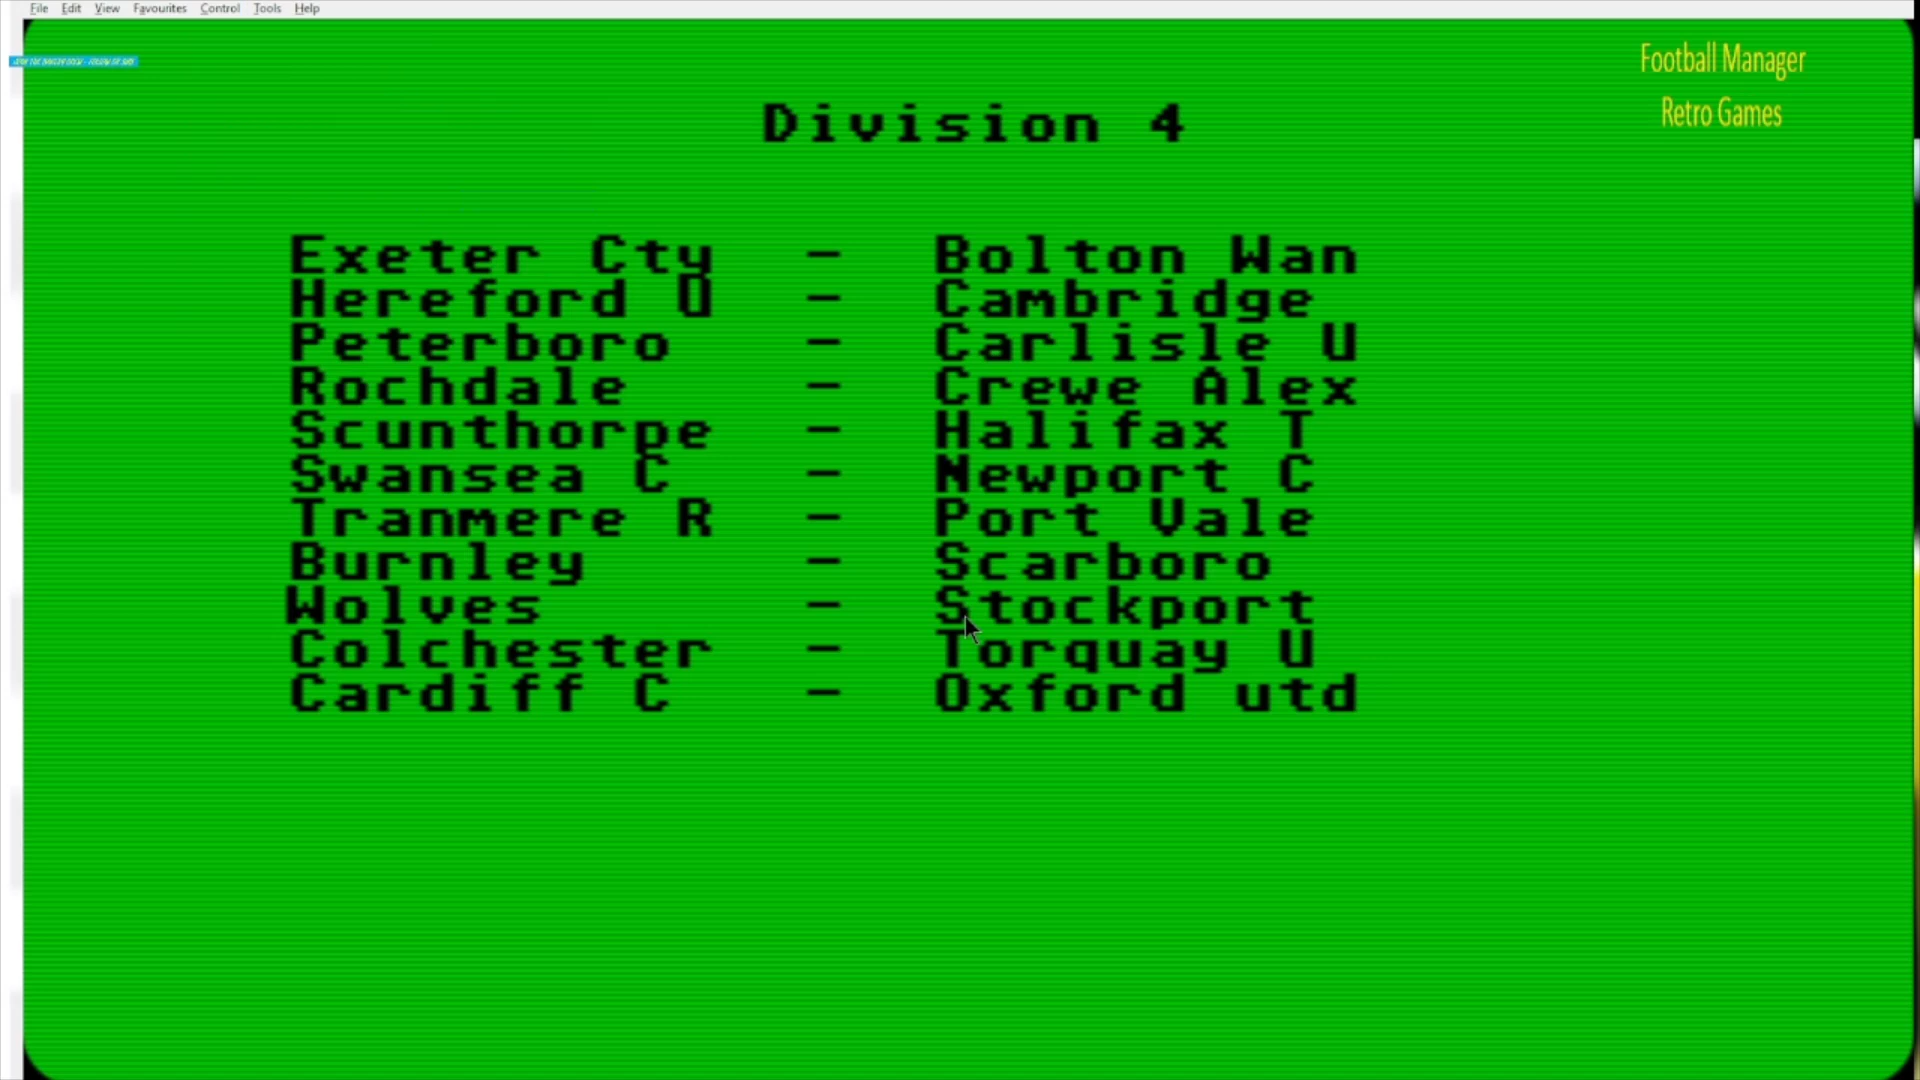 File Edit View Favourites Control Tools Help
Football Manager
Retro Games
Division 4
Exeter Cty - Bolton Wan
Hereford U - Cambridge
Peterboro - Carlisle U
Rochdale - Crewe Alex
Scunthorpe - Halifax T
Swansea C - Newport C
Tranmere R - Port Vale
Burnley - Scarboro
Wolves - Stockport
Colchester - Torquay U
Cardiff C - Oxford utd